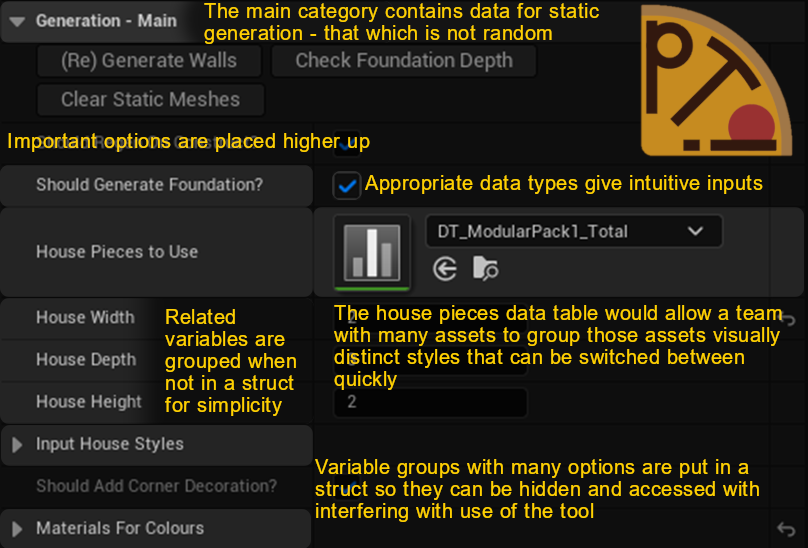 Generation - Main
The main category contains data for static
generation - that which is not random
(Re) Generate Walls
Check Foundation Depth
Clear Static Meshes
Important options are placed higher up
Should Generate Foundation?
Appropriate data types give intuitive inputs
House Pieces to Use
DT_ModularPack1_Total
House Width
2
House Depth
House Height
2
Related
variables are
grouped when
not in a struct
for simplicity
The house pieces data table would allow a team
with many assets to group those assets visually
distinct styles that can be switched between
quickly
Input House Styles
Should Add Corner Decoration?
Variable groups with many options are put in a
struct so they can be hidden and accessed with
interfering with use of the tool
Materials For Colours